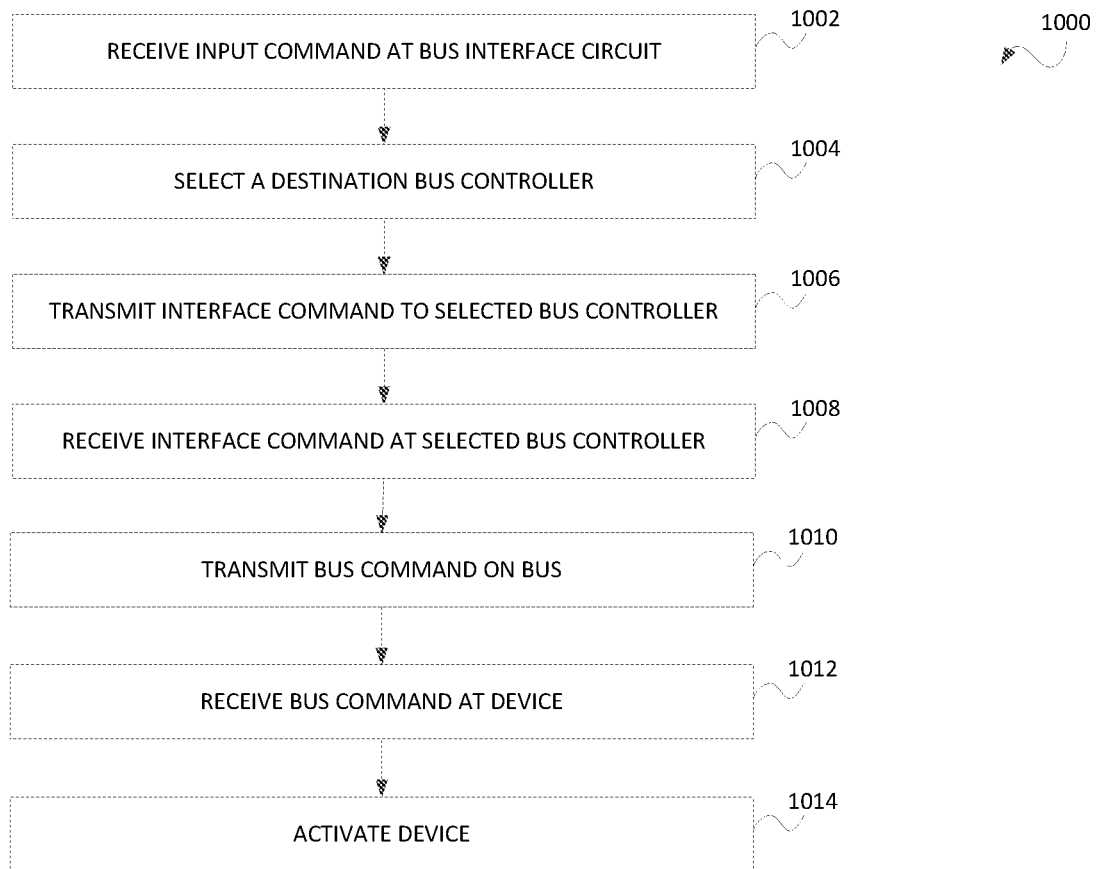 1000
RECEIVE INPUT COMMAND AT BUS INTERFACE CIRCUIT
1002
SELECT A DESTINATION BUS CONTROLLER
1004
TRANSMIT INTERFACE COMMAND TO SELECTED BUS CONTROLLER
1006
RECEIVE INTERFACE COMMAND AT SELECTED BUS CONTROLLER
1008
TRANSMIT BUS COMMAND ON BUS
1010
RECEIVE BUS COMMAND AT DEVICE
1012
ACTIVATE DEVICE
1014